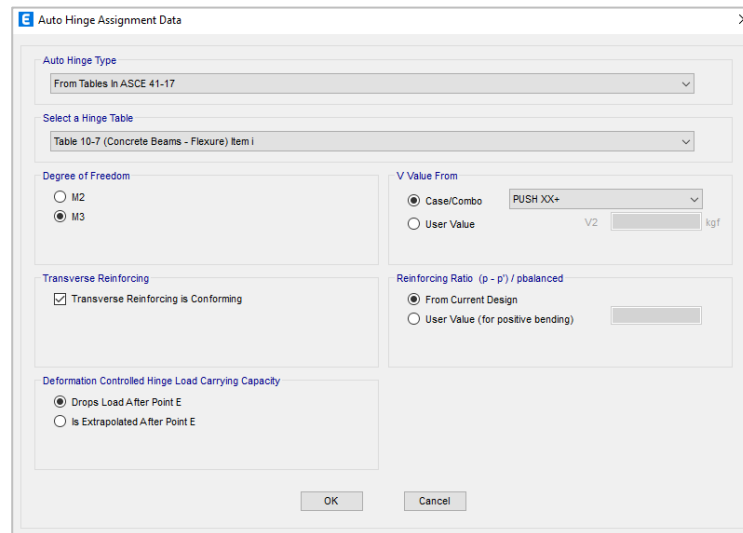 E Auto Hinge Assignment Data
Auto Hinge Type
From Tables In ASCE 41-17
Select a Hinge Table
Table 10-7 (Concrete Beams - Flexure) Item i
Degree of Freedom
M2
M3
V Value From
Case/Combo PUSH XX+
User Value V2 kgf
Transverse Reinforcing
Transverse Reinforcing is Conforming
Reinforcing Ratio (p - p') / pbalanced
From Current Design
User Value (for positive bending)
Deformation Controlled Hinge Load Carrying Capacity
Drops Load After Point E
Is Extrapolated After Point E
OK Cancel